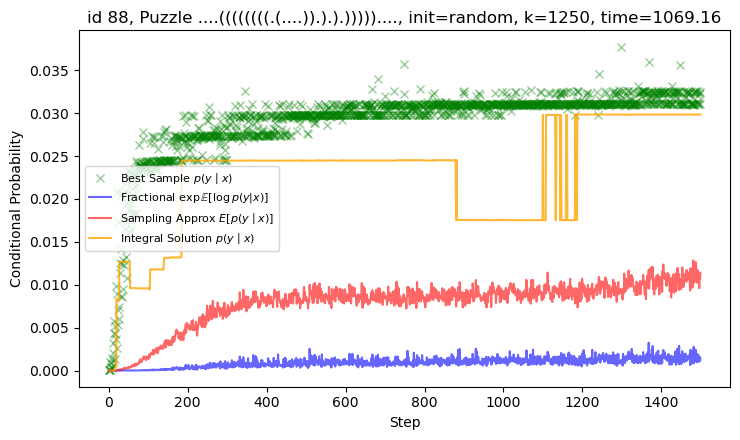 id 88, Puzzle ....((((((((.(....)).).).)))))...., init=random, k=1250, time=1069.16
Conditional Probability
0.035
0.030
0.025
0.020
0.015
0.010
0.005
0.000
Best Sample p(y | x)
Fractional exp 𝔼[log p(y|x)]
Sampling Approx E[p(y | x)]
Integral Solution p(y | x)
0 200 400 600 800 1000 1200 1400
Step